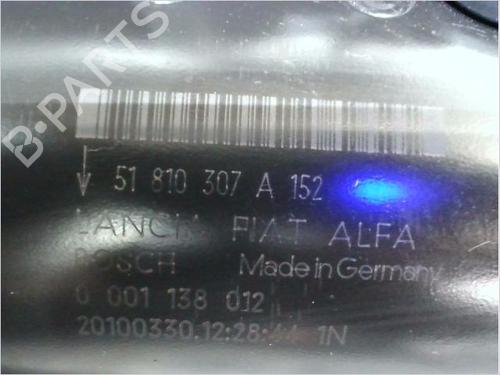 B-PARTS
51 810 307 A 152
LANCIA FIAT ALFA
BOSCH Made in Germany
0 001 138 012
20100330.12:28:44 1N